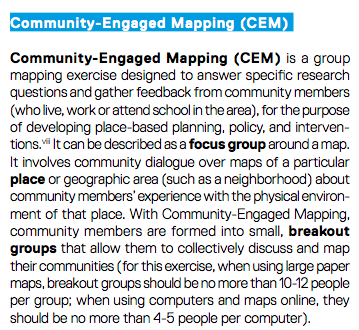 Community-Engaged Mapping (CEM)
Community-Engaged Mapping (CEM) is a group
mapping exercise designed to answer specific research
questions and gather feedback from community members
(who live, work or attend school in the area), for the purpose
of developing place-based planning, policy, and interven-
tions.viii It can be described as a focus group around a map.
It involves community dialogue over maps of a particular
place or geographic area (such as a neighborhood) about
community members' experience with the physical environ-
ment of that place. With Community-Engaged Mapping,
community members are formed into small, breakout
groups that allow them to collectively discuss and map
their communities (for this exercise, when using large paper
maps, breakout groups should be no more than 10-12 people
per group; when using computers and maps online, they
should be no more than 4-5 people per computer).